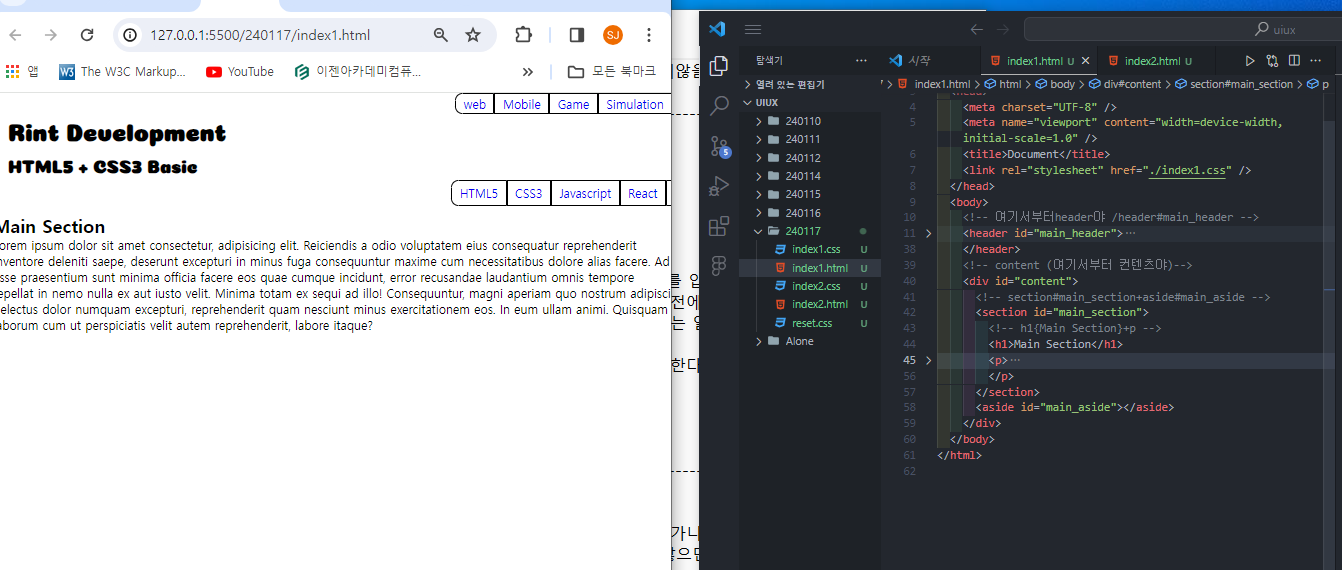 127.0.0.1:5500/240117/index1.html
SJ
앱
The W3C Markup...
YouTube
이젠아카데미컴퓨...
»
모든 북마크
web
Mobile
Game
Simulation
Rint Development
HTML5 + CSS3 Basic
HTML5
CSS3
Javascript
React
Main Section
orem ipsum dolor sit amet consectetur, adipisicing elit. Reiciendis a odio voluptatem eius consequatur reprehenderit
nventore deleniti saepe, deserunt excepturi in minus fuga consequuntur maxime cum necessitatibus dolore alias facere. Ad
sse praesentium sunt minima officia facere eos quae cumque incidunt, error recusandae laudantium omnis tempore
epellat in nemo nulla ex aut iusto velit. Minima totam ex sequi ad illo! Consequuntur, magni aperiam quo nostrum adipisci
electus dolor numquam excepturi, reprehenderit quam nesciunt minus exercitationem eos. In eum ullam animi. Quisquam
aborum cum ut perspiciatis velit autem reprehenderit, labore itaque?
전에
는
한다
가나
uiux
탐색기
···
시작
index1.html U
index2.html U
열려 있는 편집기
index1.html > html > body > div#content > section#main_section > p
UIUX
240110
240111
240112
240114
240115
240116
240117
index1.css U
index1.html U
index2.css U
index2.html U
reset.css U
Alone
5
4 <meta charset="UTF-8" />
5 <meta name="viewport" content="width=device-width,
initial-scale=1.0" />
6 <title>Document</title>
7 <link rel="stylesheet" href="./index1.css" />
8 </head>
9 <body>
10 <!-- 여기서부터header야 /header#main_header -->
11 <header id="main_header">···
38 </header>
39 <!-- content (여기서부터 컨텐츠야)-->
40 <div id="content">
41 <!-- section#main_section+aside#main_aside -->
42 <section id="main_section">
43 <!-- h1{Main Section}+p -->
44 <h1>Main Section</h1>
45 <p>···
56 </p>
57 </section>
58 <aside id="main_aside"></aside>
59 </div>
60 </body>
61 </html>
62